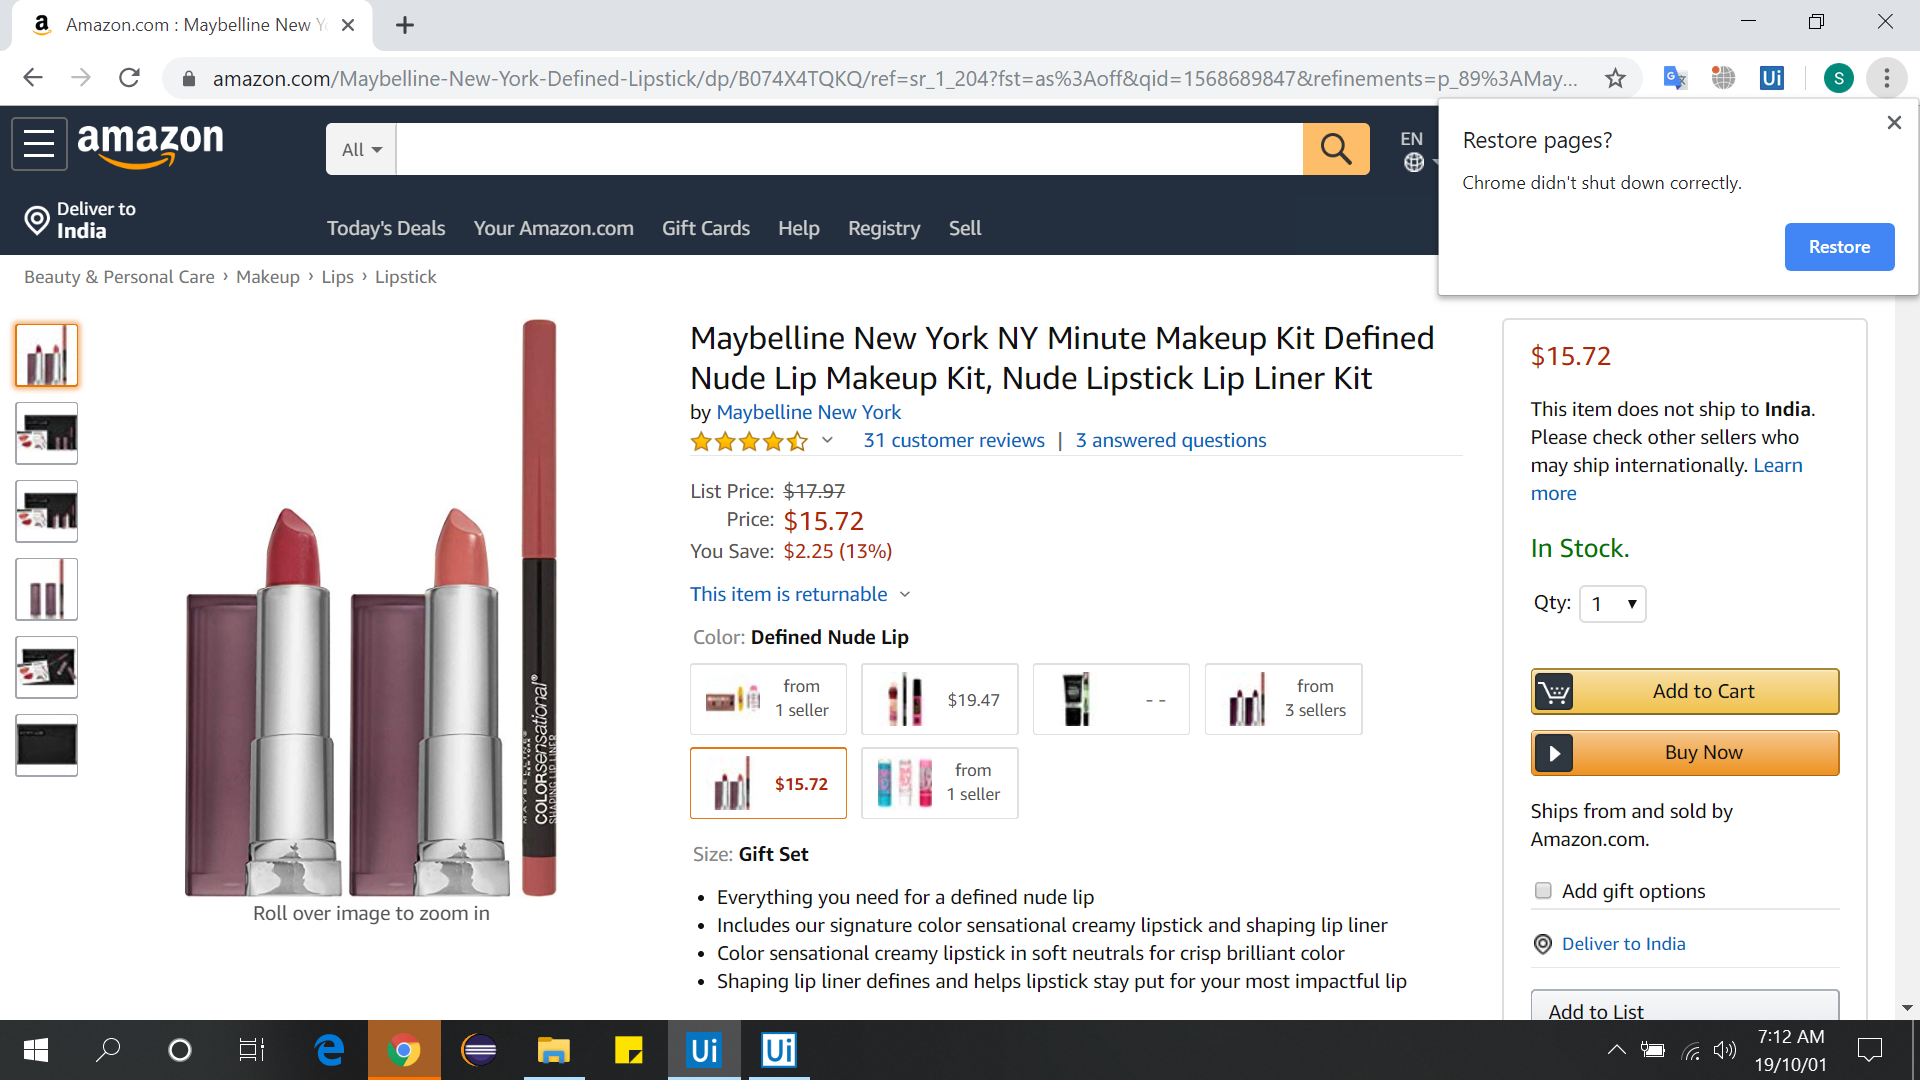 Amazon.com : Maybelline New Y
amazon.com/Maybelline-New-York-Defined-Lipstick/dp/B074X4TQKQ/ref=sr_1_204?fst=as%3Aoff&qid=1568689847&refinements=p_89%3AMay...
Ui
S
Restore pages?
Chrome didn't shut down correctly.
Restore
amazon
All
EN
Deliver to
India
Today's Deals
Your Amazon.com
Gift Cards
Help
Registry
Sell
Beauty & Personal Care › Makeup › Lips › Lipstick
COLORsensational®
SHAPING LIP LINER
MAYBELLINE
Roll over image to zoom in
Maybelline New York NY Minute Makeup Kit Defined
Nude Lip Makeup Kit, Nude Lipstick Lip Liner Kit
by Maybelline New York
31 customer reviews | 3 answered questions
List Price: $17.97
Price: $15.72
You Save: $2.25 (13%)
This item is returnable
Color: Defined Nude Lip
from
1 seller
$19.47
- -
from
3 sellers
$15.72
from
1 seller
Size: Gift Set
• Everything you need for a defined nude lip
• Includes our signature color sensational creamy lipstick and shaping lip liner
• Color sensational creamy lipstick in soft neutrals for crisp brilliant color
• Shaping lip liner defines and helps lipstick stay put for your most impactful lip
$15.72
This item does not ship to India.
Please check other sellers who
may ship internationally. Learn
more
In Stock.
Qty: 1
Add to Cart
Buy Now
Ships from and sold by
Amazon.com.
Add gift options
Deliver to India
Add to List
Ui
Ui
7:12 AM
19/10/01